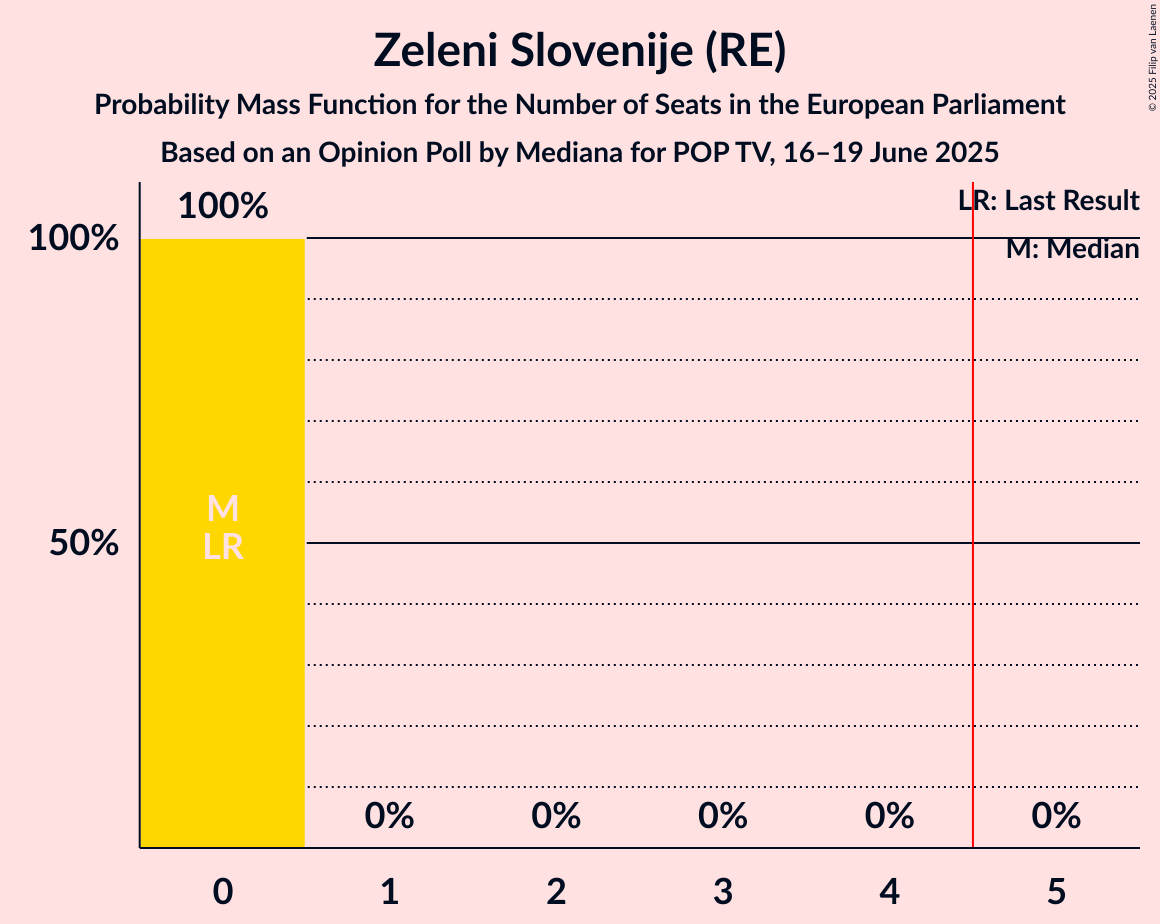 Zeleni Slovenije (RE)
Probability Mass Function for the Number of Seats in the European Parliament
Based on an Opinion Poll by Mediana for POP TV, 16–19 June 2025
© 2025 Filip van Laenen
LR: Last Result
M: Median
100%
100%
50%
M
LR
0%
0%
0%
0%
0%
0
1
2
3
4
5